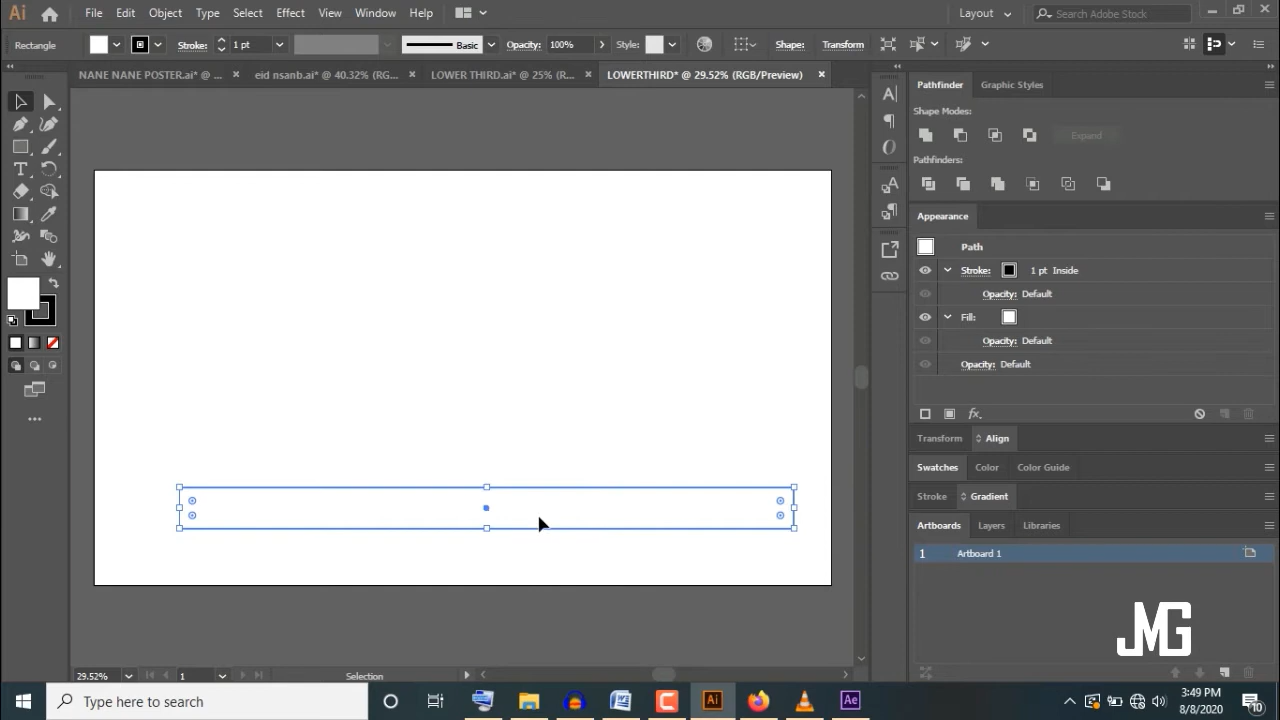 Ai File Edit Object Type Select Effect View Window Help Layout Search Adobe Stock
Rectangle Stroke: 1 pt Basic Opacity: 100% Style: Shape: Transform
NANE NANE POSTER.ai* @ ... × eid nsanb.ai* @ 40.32% (RG... × LOWER THIRD.ai* @ 25% (R... × LOWERTHIRD* @ 29.52% (RGB/Preview) ×
Pathfinder Graphic Styles
Shape Modes:
Expand
Pathfinders:
Appearance
Path
Stroke: 1 pt Inside
Opacity: Default
Fill:
Opacity: Default
Opacity: Default
fx.
Transform Align
Swatches Color Color Guide
Stroke Gradient
Artboards Layers Libraries
1 Artboard 1
JMG
29.52% 1 Selection
Type here to search
Ai
Ae
3:49 PM
8/8/2020
10